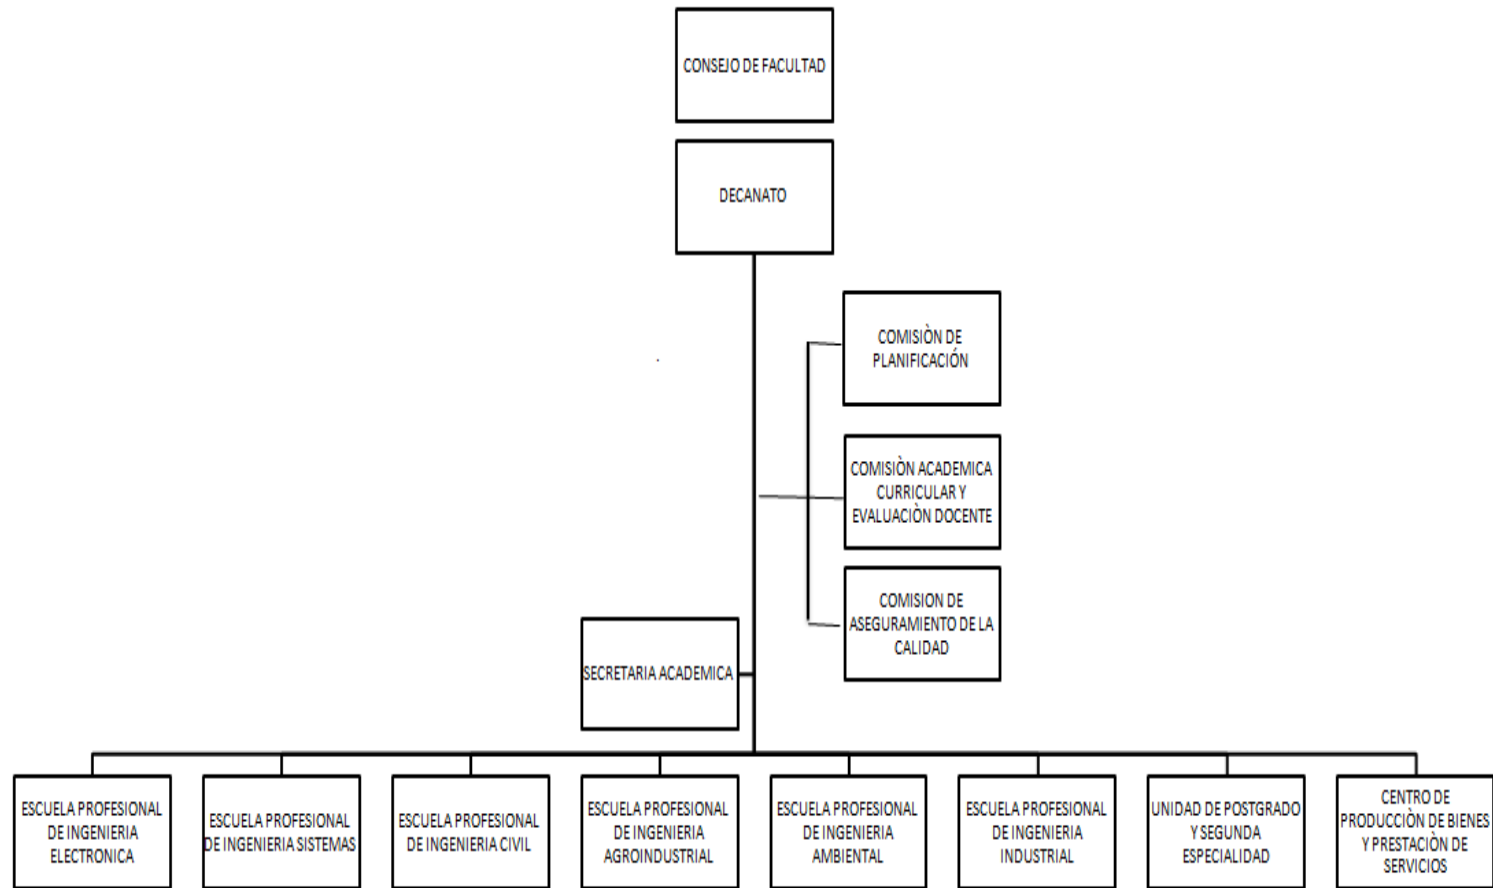 CONSEJO DE FACULTAD
DECANATO
COMISIÒN DE
PLANIFICACIÓN
COMISIÒN ACADEMICA
CURRICULAR Y
EVALUACIÒN DOCENTE
COMISION DE
ASEGURAMIENTO DE LA
CALIDAD
SECRETARIA ACADEMICA
ESCUELA PROFESIONAL
DE INGENIERIA
ELECTRONICA
ESCUELA PROFESIONAL
DE INGENIERIA SISTEMAS
ESCUELA PROFESIONAL
DE INGENIERIA CIVIL
ESCUELA PROFESIONAL
DE INGENIERIA
AGROINDUSTRIAL
ESCUELA PROFESIONAL
DE INGENIERIA
AMBIENTAL
ESCUELA PROFESIONAL
DE INGENIERIA
INDUSTRIAL
UNIDAD DE POSTGRADO
Y SEGUNDA
ESPECIALIDAD
CENTRO DE
PRODUCCIÒN DE BIENES
Y PRESTACIÒN DE
SERVICIOS